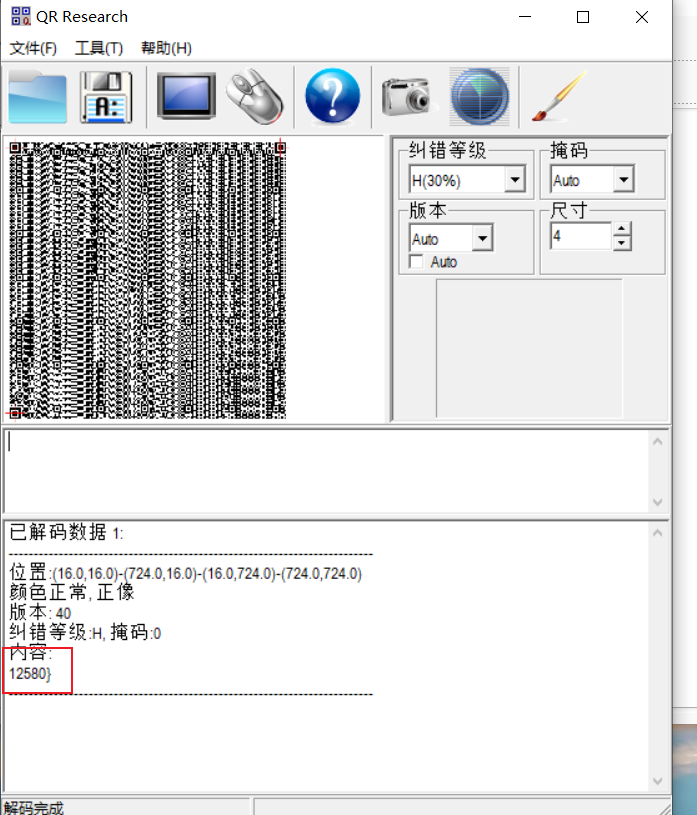 QR Research
文件(F) 工具(T) 帮助(H)
A:
?
纠错等级 掩码
H(30%) Auto
版本 尺寸
Auto 4
Auto
已解码数据 1:
--------------------------------------------------------------------------
位置:(16.0,16.0)-(724.0,16.0)-(16.0,724.0)-(724.0,724.0)
颜色正常, 正像
版本: 40
纠错等级:H, 掩码:0
内容:
12580}
--------------------------------------------------------------------------
解码完成